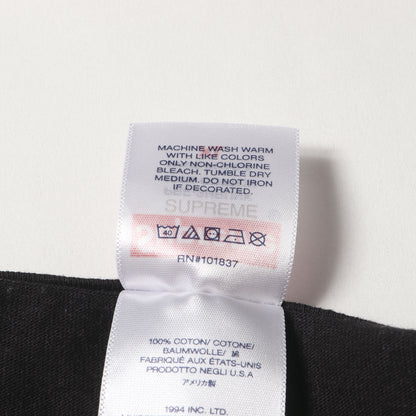 MACHINE WASH WARM
WITH LIKE COLORS
ONLY NON-CHLORINE
BLEACH. TUMBLE DRY
MEDIUM. DO NOT IRON
IF DECORATED.
SUPREME
40
RN#101837
100% COTTON/ COTONE/
BAUMWOLLE/ 綿
FABRIQUÉ AUX ÉTATS-UNIS
PRODOTTO NEGLI U.S.A
アメリカ製
1994 INC. LTD.